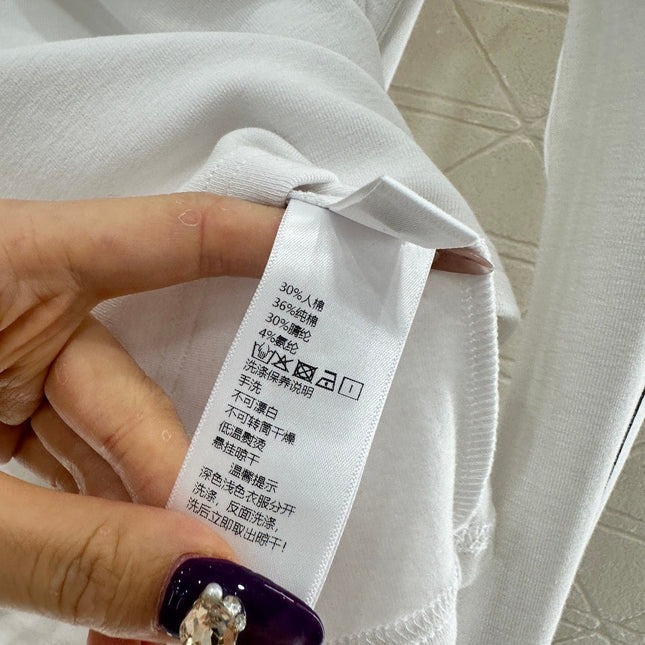 30%人棉
36%纯棉
30%腈纶
4%氨纶
洗涤保养说明
手洗
不可漂白
不可转筒干燥
低温熨烫
悬挂晾干
温馨提示
深色浅色衣服分开
洗涤，反面洗涤，
洗后立即取出晾干！